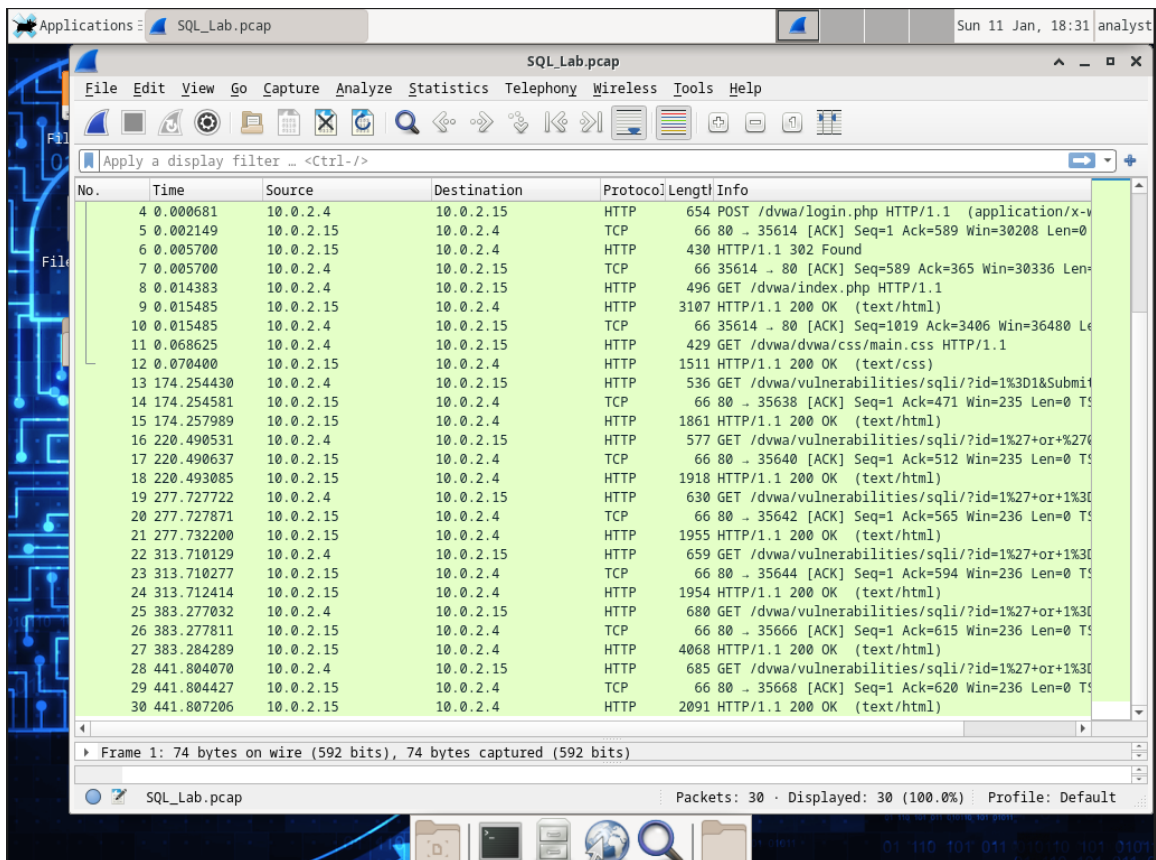 Applications SQL_Lab.pcap Sun 11 Jan, 18:31 analyst
SQL_Lab.pcap
File Edit View Go Capture Analyze Statistics Telephony Wireless Tools Help
Apply a display filter … <Ctrl-/>
No. Time Source Destination Protocol Length Info
4 0.000681 10.0.2.4 10.0.2.15 HTTP 654 POST /dvwa/login.php HTTP/1.1 (application/x-w
5 0.002149 10.0.2.15 10.0.2.4 TCP 66 80 → 35614 [ACK] Seq=1 Ack=589 Win=30208 Len=0
6 0.005700 10.0.2.15 10.0.2.4 HTTP 430 HTTP/1.1 302 Found
7 0.005700 10.0.2.4 10.0.2.15 TCP 66 35614 → 80 [ACK] Seq=589 Ack=365 Win=30336 Len=
8 0.014383 10.0.2.4 10.0.2.15 HTTP 496 GET /dvwa/index.php HTTP/1.1
9 0.015485 10.0.2.15 10.0.2.4 HTTP 3107 HTTP/1.1 200 OK (text/html)
10 0.015485 10.0.2.4 10.0.2.15 TCP 66 35614 → 80 [ACK] Seq=1019 Ack=3406 Win=36480 Le
11 0.068625 10.0.2.4 10.0.2.15 HTTP 429 GET /dvwa/dvwa/css/main.css HTTP/1.1
12 0.070400 10.0.2.15 10.0.2.4 HTTP 1511 HTTP/1.1 200 OK (text/css)
13 174.254430 10.0.2.4 10.0.2.15 HTTP 536 GET /dvwa/vulnerabilities/sqli/?id=1%3D1&Submit
14 174.254581 10.0.2.15 10.0.2.4 TCP 66 80 → 35638 [ACK] Seq=1 Ack=471 Win=235 Len=0 TS
15 174.257989 10.0.2.15 10.0.2.4 HTTP 1861 HTTP/1.1 200 OK (text/html)
16 220.490531 10.0.2.4 10.0.2.15 HTTP 577 GET /dvwa/vulnerabilities/sqli/?id=1%27+or+%270
17 220.490637 10.0.2.15 10.0.2.4 TCP 66 80 → 35640 [ACK] Seq=1 Ack=512 Win=235 Len=0 TS
18 220.493085 10.0.2.15 10.0.2.4 HTTP 1918 HTTP/1.1 200 OK (text/html)
19 277.727722 10.0.2.4 10.0.2.15 HTTP 630 GET /dvwa/vulnerabilities/sqli/?id=1%27+or+1%3D
20 277.727871 10.0.2.15 10.0.2.4 TCP 66 80 → 35642 [ACK] Seq=1 Ack=565 Win=236 Len=0 TS
21 277.732200 10.0.2.15 10.0.2.4 HTTP 1955 HTTP/1.1 200 OK (text/html)
22 313.710129 10.0.2.4 10.0.2.15 HTTP 659 GET /dvwa/vulnerabilities/sqli/?id=1%27+or+1%3D
23 313.710277 10.0.2.15 10.0.2.4 TCP 66 80 → 35644 [ACK] Seq=1 Ack=594 Win=236 Len=0 TS
24 313.712414 10.0.2.15 10.0.2.4 HTTP 1954 HTTP/1.1 200 OK (text/html)
25 383.277032 10.0.2.4 10.0.2.15 HTTP 680 GET /dvwa/vulnerabilities/sqli/?id=1%27+or+1%3D
26 383.277811 10.0.2.15 10.0.2.4 TCP 66 80 → 35666 [ACK] Seq=1 Ack=615 Win=236 Len=0 TS
27 383.284289 10.0.2.15 10.0.2.4 HTTP 4068 HTTP/1.1 200 OK (text/html)
28 441.804070 10.0.2.4 10.0.2.15 HTTP 685 GET /dvwa/vulnerabilities/sqli/?id=1%27+or+1%3D
29 441.804427 10.0.2.15 10.0.2.4 TCP 66 80 → 35668 [ACK] Seq=1 Ack=620 Win=236 Len=0 TS
30 441.807206 10.0.2.15 10.0.2.4 HTTP 2091 HTTP/1.1 200 OK (text/html)
Frame 1: 74 bytes on wire (592 bits), 74 bytes captured (592 bits)
SQL_Lab.pcap Packets: 30 · Displayed: 30 (100.0%) Profile: Default